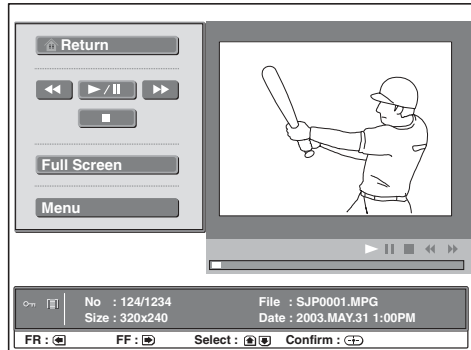 Return
Full Screen
Menu
No : 124/1234
File : SJP0001.MPG
Size : 320x240
Date : 2003.MAY.31 1:00PM
FR : FF : Select : Confirm :